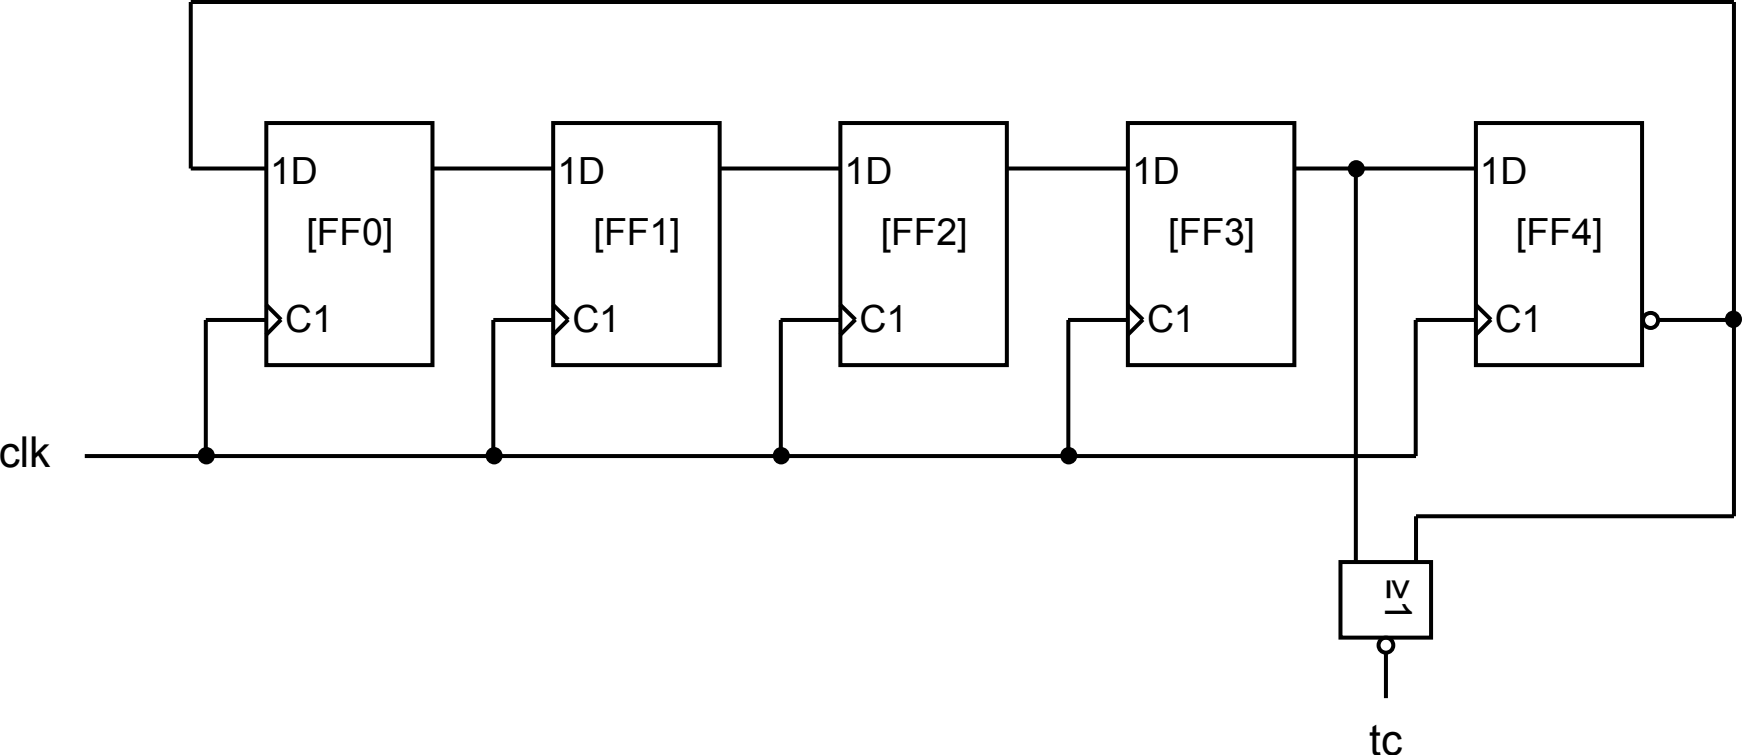 1D 1D 1D 1D 1D
[FF0] [FF1] [FF2] [FF3] [FF4]
C1 C1 C1 C1 C1
clk
≥1
tc